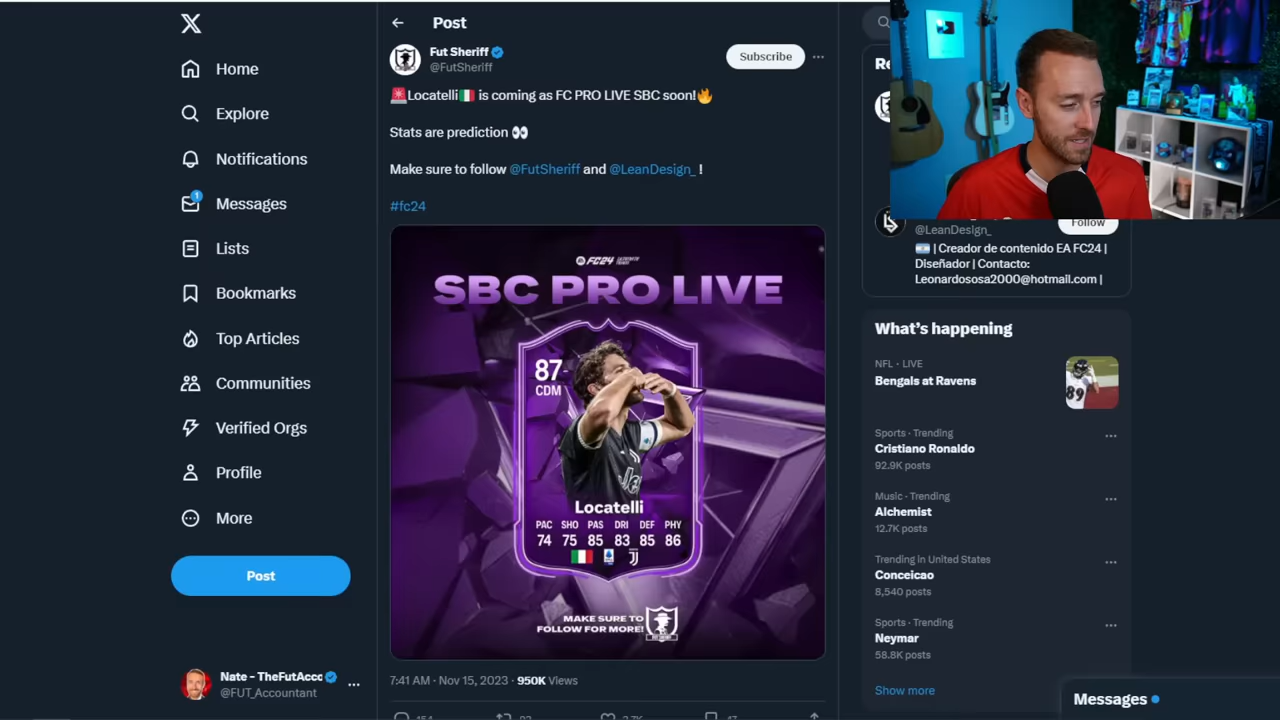 Home
Explore
Notifications
1
Messages
Lists
Bookmarks
Top Articles
Communities
Verified Orgs
Profile
More
Post
Nate - TheFutAcc
@FUT_Accountant
Post
Fut Sheriff
@FutSheriff
Subscribe
🚨Locatelli🇮🇹 is coming as FC PRO LIVE SBC soon!🔥
Stats are prediction 👀
Make sure to follow @FutSheriff and @LeanDesign_ !
#fc24
FC24
SBC PRO LIVE
87
CDM
Locatelli
PAC SHO PAS DRI DEF PHY
74 75 85 83 85 86
MAKE SURE TO
FOLLOW FOR MORE!
7:41 AM · Nov 15, 2023 · 950K Views
Re
@LeanDesign_
Follow
🇦🇷 | Creador de contenido EA FC24 |
Diseñador | Contacto:
Leonardososa2000@hotmail.com |
What's happening
NFL · LIVE
Bengals at Ravens
Sports · Trending
Cristiano Ronaldo
92.9K posts
Music · Trending
Alchemist
12.7K posts
Trending in United States
Conceicao
8,540 posts
Sports · Trending
Neymar
58.8K posts
Show more
Messages